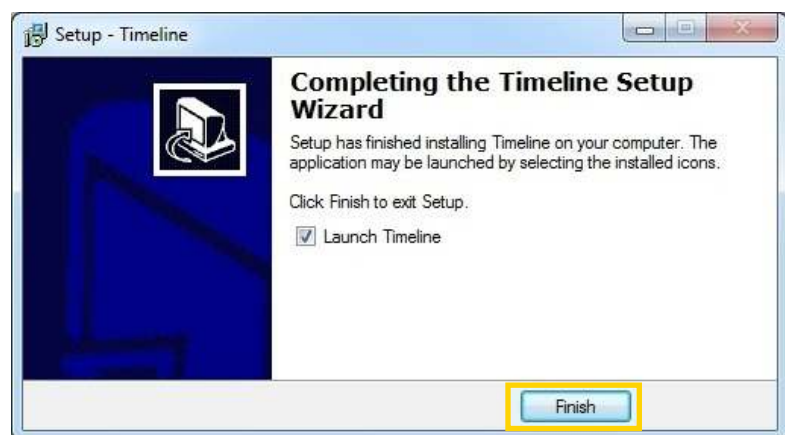 Setup - Timeline
Completing the Timeline Setup
Wizard
Setup has finished installing Timeline on your computer. The
application may be launched by selecting the installed icons.
Click Finish to exit Setup.
Launch Timeline
Finish